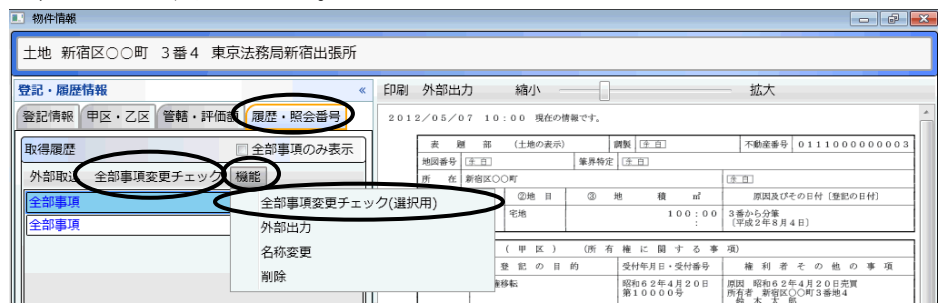 物件情報
土地 新宿区○○町 3番4 東京法務局新宿出張所
登記・履歴情報 «
登記情報 甲区・乙区 管轄・評価額 履歴・照会番号
取得履歴 全部事項のみ表示
外部取込 全部事項変更チェック 機能
全部事項
全部事項
全部事項変更チェック(選択用)
外部出力
名称変更
削除
印刷 外部出力 縮小 拡大
2012/05/07 10:00 現在の情報です。
表 題 部 (土地の表示) 調製 余白 不動産番号 0111000000003
地図番号 余白 筆界特定 余白
所 在 新宿区○○町 余白
②地 目 ③ 地 積 ㎡ 原因及びその日付〔登記の日付〕
宅地 100:00 3番から分筆
: 〔平成2年8月4日〕
(甲区) (所有権に関する事項)
登記の目的 受付年月日・受付番号 権利者その他の事項
移転 昭和62年4月20日 原因 昭和62年4月20日売買
第10000号 所有者 新宿区○○町3番地4
鈴木太郎